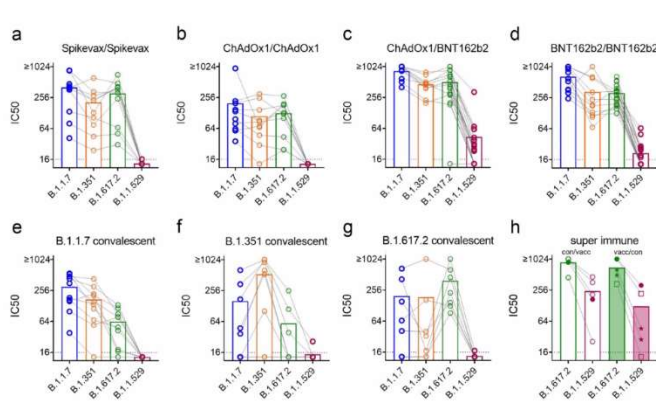 a
Spikevax/Spikevax
≥1024
256
64
16
IC50
B.1.1.7
B.1.351
B.1.617.2
B.1.1.529
b
ChAdOx1/ChAdOx1
≥1024
256
64
16
IC50
B.1.1.7
B.1.351
B.1.617.2
B.1.1.529
c
ChAdOx1/BNT162b2
≥1024
256
64
16
IC50
B.1.1.7
B.1.351
B.1.617.2
B.1.1.529
d
BNT162b2/BNT162b2
≥1024
256
64
16
IC50
B.1.1.7
B.1.351
B.1.617.2
B.1.1.529
e
B.1.1.7 convalescent
≥1024
256
64
16
IC50
B.1.1.7
B.1.351
B.1.617.2
B.1.1.529
f
B.1.351 convalescent
≥1024
256
64
16
IC50
B.1.1.7
B.1.351
B.1.617.2
B.1.1.529
g
B.1.617.2 convalescent
≥1024
256
64
16
IC50
B.1.1.7
B.1.351
B.1.617.2
B.1.1.529
h
super immune
con/vacc
vacc/con
≥1024
256
64
16
IC50
B.1.617.2
B.1.1.529
B.1.617.2
B.1.1.529